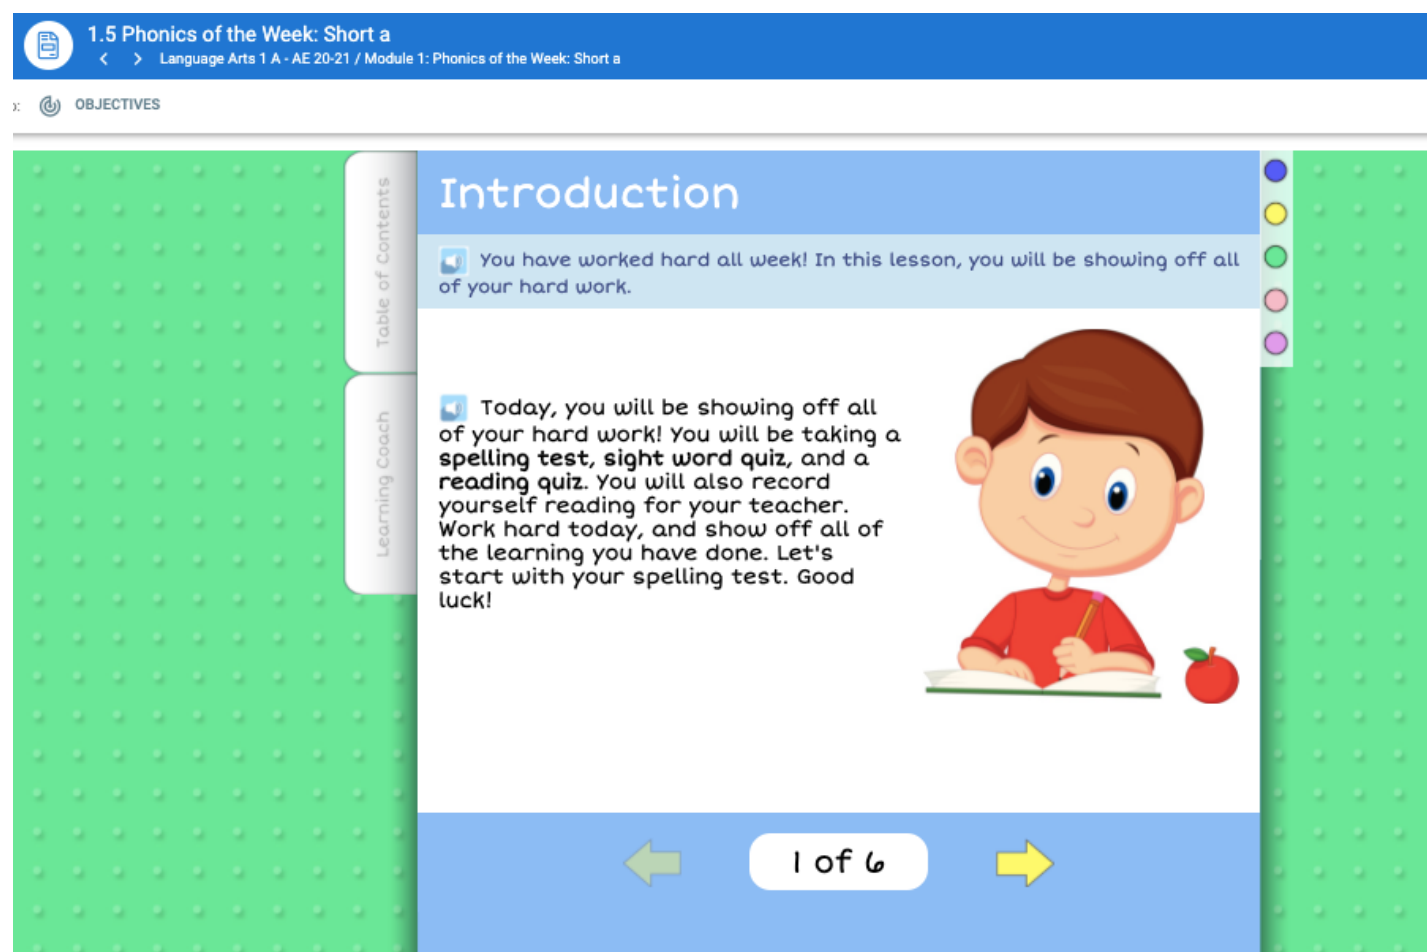 1.5 Phonics of the Week: Short a
Language Arts 1 A - AE 20-21 / Module 1: Phonics of the Week: Short a
OBJECTIVES
Table of Contents
Learning Coach
Introduction
You have worked hard all week! In this lesson, you will be showing off all
of your hard work.
Today, you will be showing off all
of your hard work! You will be taking a
spelling test, sight word quiz, and a
reading quiz. You will also record
yourself reading for your teacher.
Work hard today, and show off all of
the learning you have done. Let's
start with your spelling test. Good
luck!
1 of 6